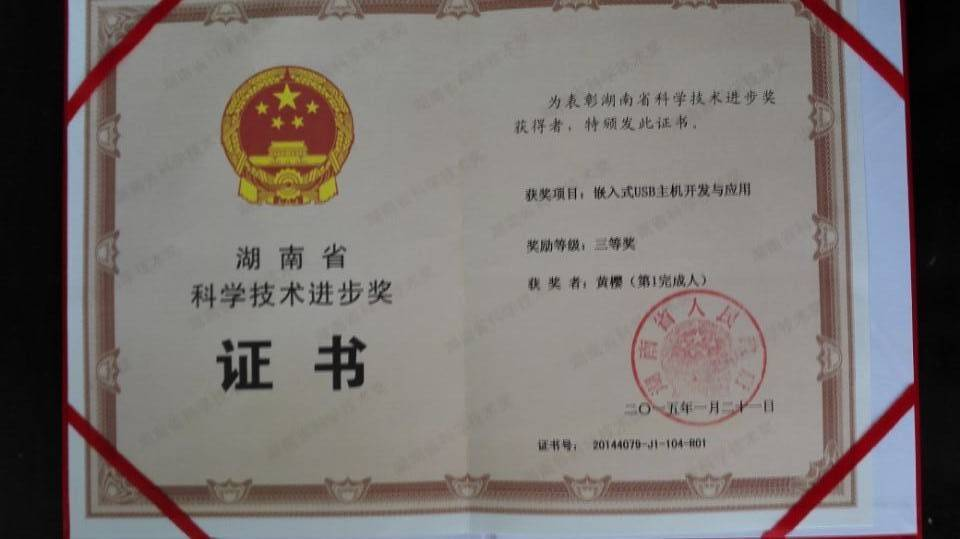 湖南省
科学技术进步奖
证书
为表彰湖南省科学技术进步奖
获得者，特颁发此证书。
获奖项目：嵌入式USB主机开发与应用
奖励等级：三等奖
获奖者：黄樱（第1完成人）
湖南省人民
二〇一五年一月二十一日
证书号：20144079-J1-104-R01